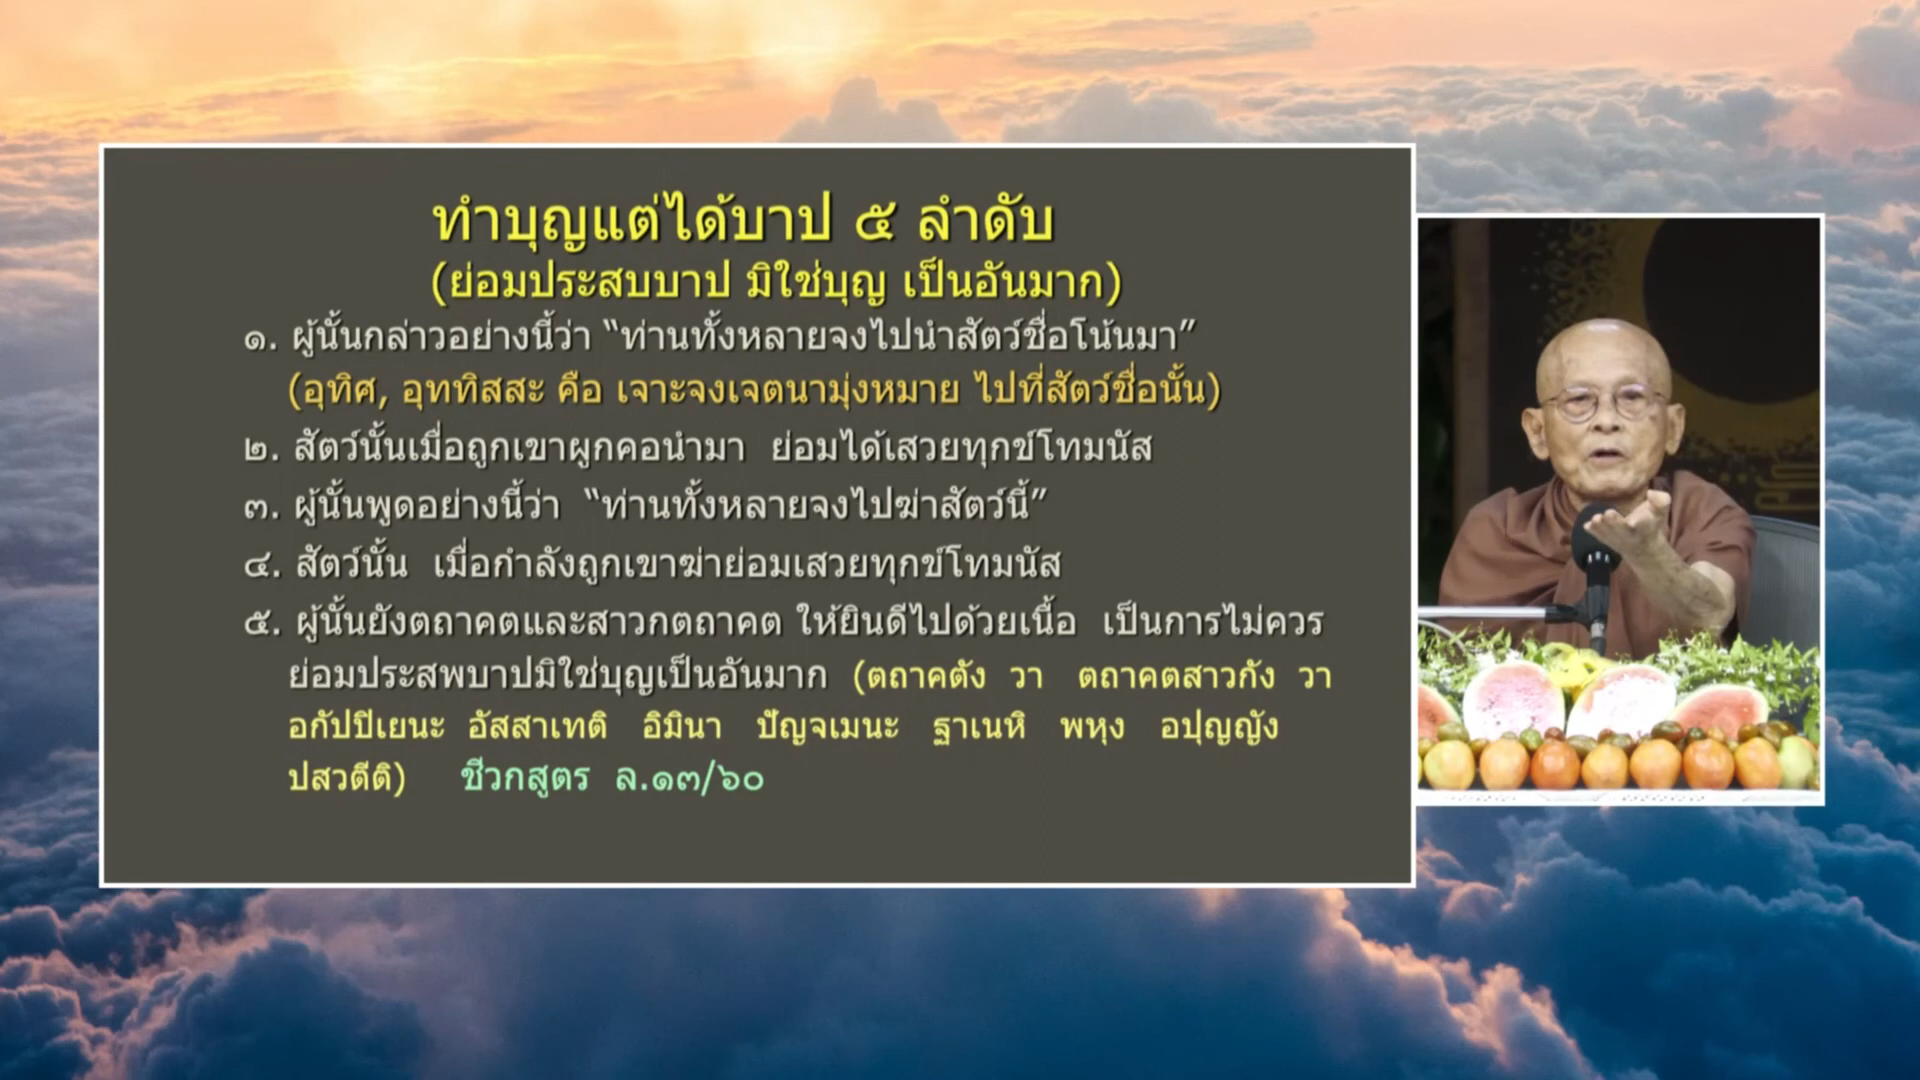 ทำบุญแต่ได้บาป ๕ ลำดับ
(ย่อมประสบบาป มิใช่บุญ เป็นอันมาก)
๑. ผู้นั้นกล่าวอย่างนี้ว่า “ท่านทั้งหลายจงไปนำสัตว์ชื่อโน้นมา”
(อุทิศ, อุททิสสะ คือ เจาะจงเจตนามุ่งหมาย ไปที่สัตว์ชื่อนั้น)
๒. สัตว์นั้นเมื่อถูกเขาผูกคอนำมา ย่อมได้เสวยทุกข์โทมนัส
๓. ผู้นั้นพูดอย่างนี้ว่า “ท่านทั้งหลายจงไปฆ่าสัตว์นี้”
๔. สัตว์นั้น เมื่อกำลังถูกเขาฆ่าย่อมเสวยทุกข์โทมนัส
๕. ผู้นั้นยังตถาคตและสาวกตถาคต ให้ยินดีไปด้วยเนื้อ เป็นการไม่ควร
ย่อมประสพบาปมิใช่บุญเป็นอันมาก (ตถาคตัง วา ตถาคตสาวกัง วา
อกัปปิเยนะ อัสสาเทติ อิมินา ปัญจเมนะ ฐาเนหิ พหุง อปุญญัง
ปสวตีติ) ชีวกสูตร ล.๑๓/๖๐